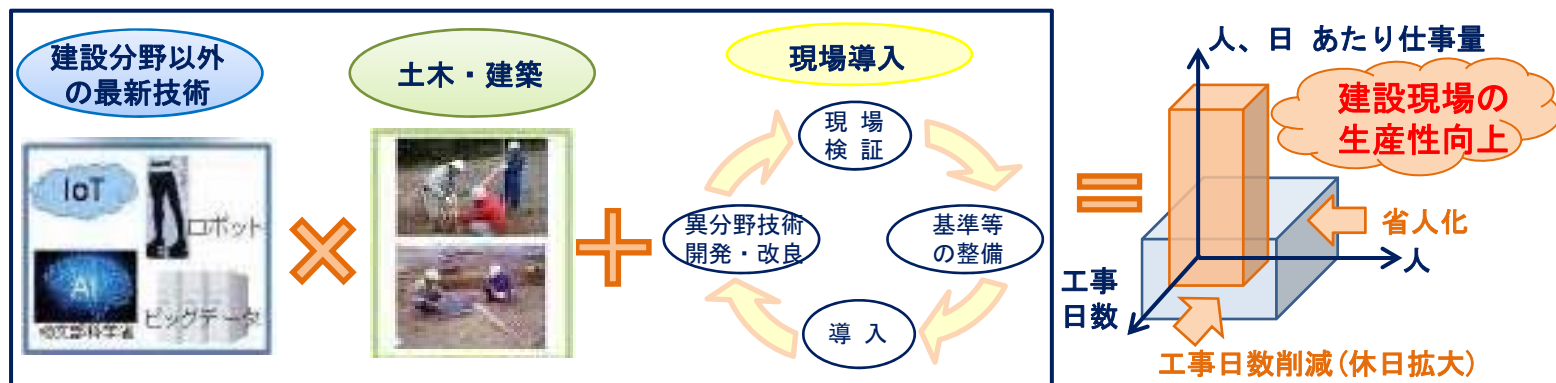 建設分野以外
の最新技術
IoT
ロボット
AI
ビッグデータ
土木・建築
現場導入
現 場
検 証
基準等
の整備
導 入
異分野技術
開発・改良
人、日 あたり仕事量
建設現場の
生産性向上
省人化
人
工事
日数
工事日数削減（休日拡大）